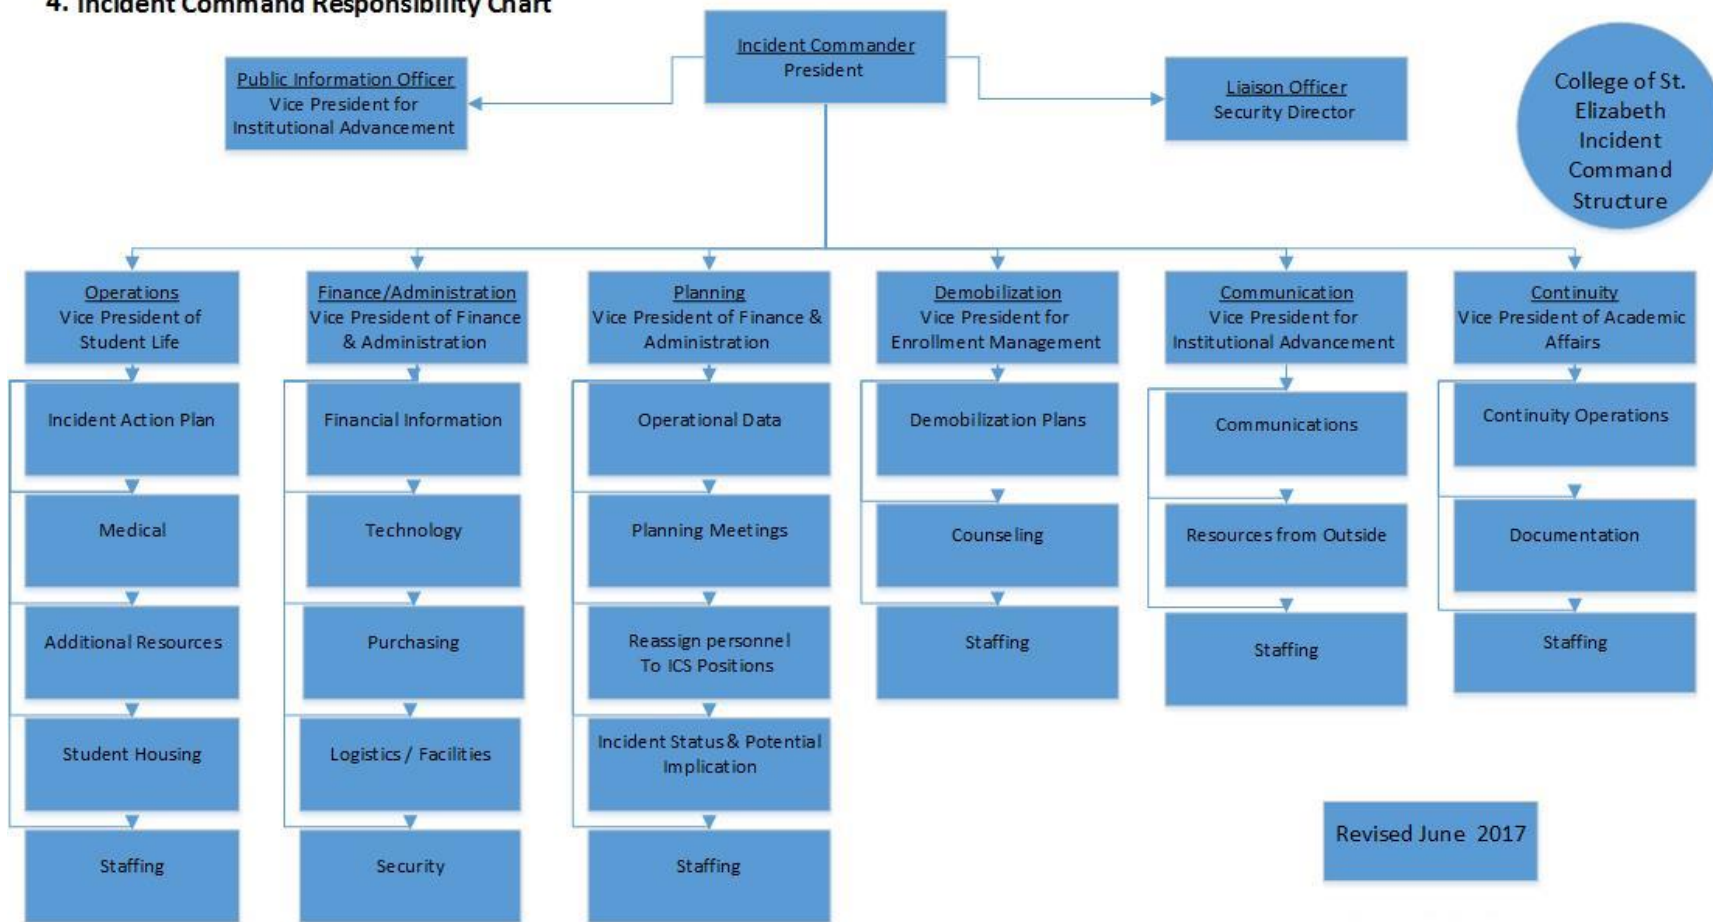 4. Incident Command Responsibility Chart
Incident Commander
President
Public Information Officer
Vice President for
Institutional Advancement
Liaison Officer
Security Director
College of St.
Elizabeth
Incident
Command
Structure
Operations
Vice President of
Student Life
Finance/Administration
Vice President of Finance
& Administration
Planning
Vice President of Finance &
Administration
Demobilization
Vice President for
Enrollment Management
Communication
Vice President for
Institutional Advancement
Continuity
Vice President of Academic
Affairs
Incident Action Plan
Medical
Additional Resources
Student Housing
Staffing
Financial Information
Technology
Purchasing
Logistics / Facilities
Security
Operational Data
Planning Meetings
Reassign personnel
To ICS Positions
Incident Status & Potential
Implication
Staffing
Demobilization Plans
Counseling
Staffing
Communications
Resources from Outside
Staffing
Continuity Operations
Documentation
Staffing
Revised June 2017